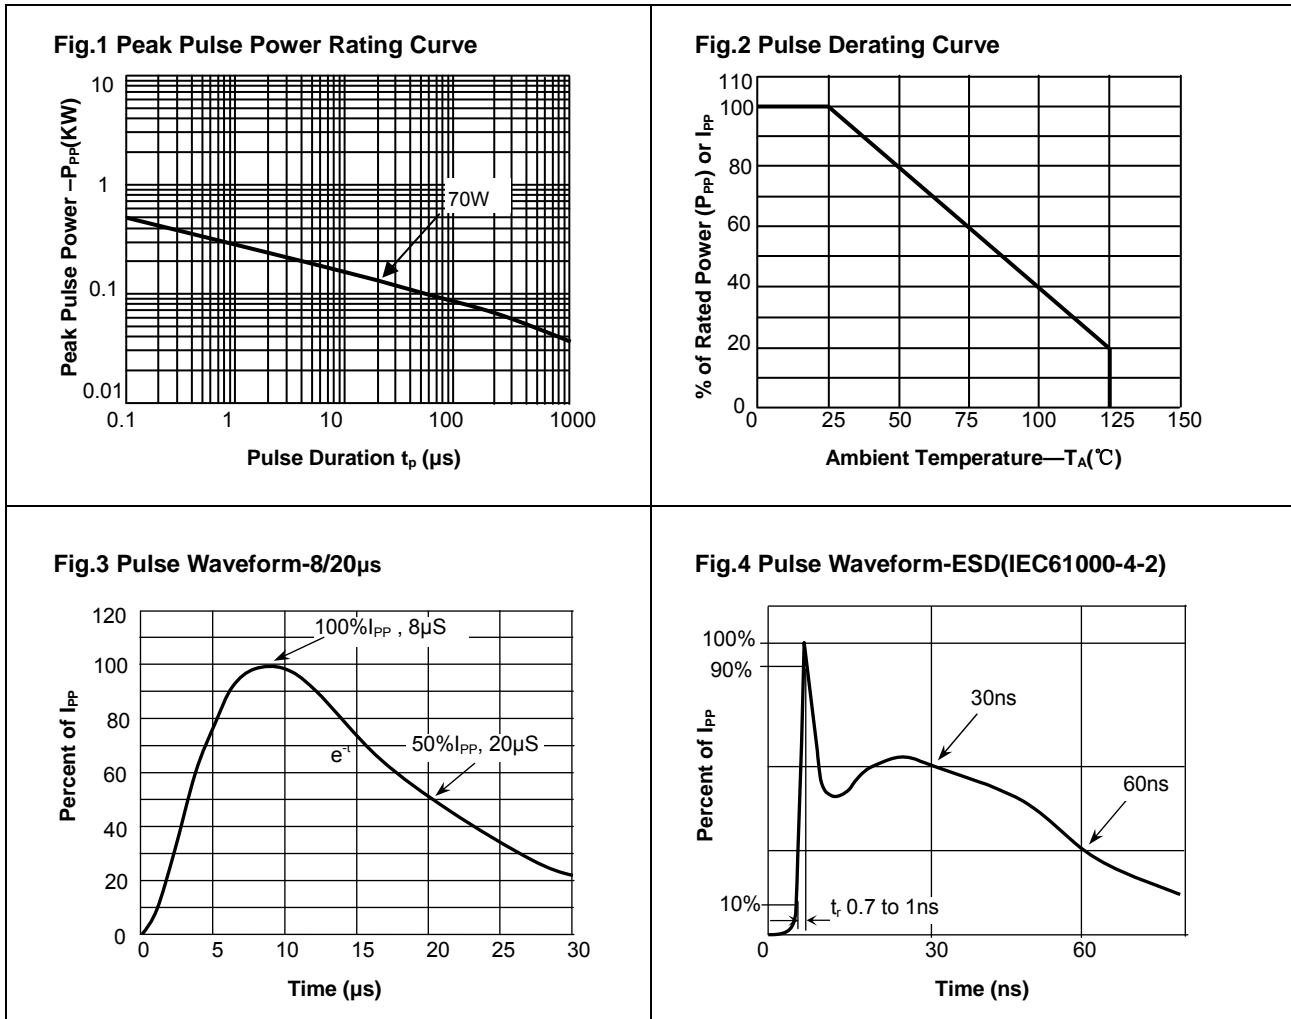 Fig.1 Peak Pulse Power Rating Curve
Peak Pulse Power –PPP(KW)
10
1
0.1
0.01
70W
0.1 1 10 100 1000
Pulse Duration tp (µs)
Fig.2 Pulse Derating Curve
% of Rated Power (PPP) or IPP
110
100
80
60
40
20
0
25 50 75 100 125 150
Ambient Temperature—TA(℃)
Fig.3 Pulse Waveform-8/20µs
Percent of IPP
120
100
80
60
40
20
0
100%IPP , 8µS
e-t
50%IPP, 20µS
0 5 10 15 20 25 30
Time (µs)
Fig.4 Pulse Waveform-ESD(IEC61000-4-2)
Percent of IPP
100%
90%
10%
30ns
60ns
tr 0.7 to 1ns
0 30 60
Time (ns)